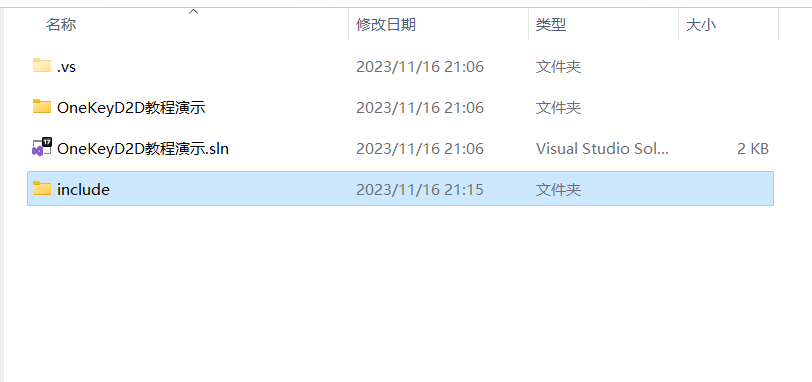 名称 修改日期 类型 大小
.vs 2023/11/16 21:06 文件夹
OneKeyD2D教程演示 2023/11/16 21:06 文件夹
17
OneKeyD2D教程演示.sln 2023/11/16 21:06 Visual Studio Sol... 2 KB
include 2023/11/16 21:15 文件夹